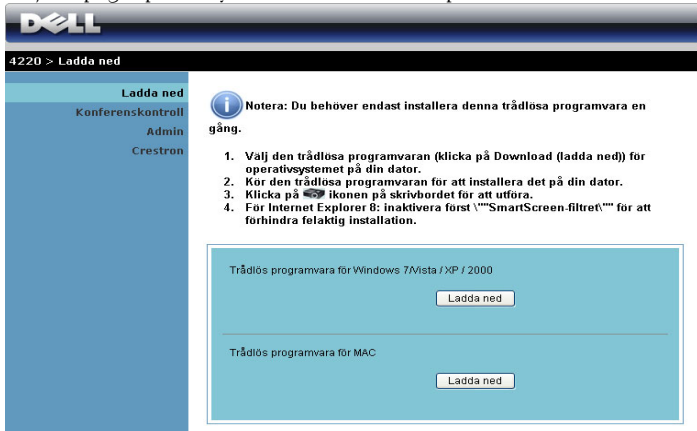 DELL
4220 > Ladda ned
Ladda ned
Konferenskontroll
Admin
Crestron
Notera: Du behöver endast installera denna trådlösa programvara en
gång.
1. Välj den trådlösa programvaran (klicka på Download (ladda ned)) för
operativsystemet på din dator.
2. Kör den trådlösa programvaran för att installera det på din dator.
3. Klicka på ikonen på skrivbordet för att utföra.
4. För Internet Explorer 8: inaktivera först \""SmartScreen-filtret\"" för att
förhindra felaktig installation.
Trådlös programvara för Windows 7/Vista / XP / 2000
Ladda ned
Trådlös programvara för MAC
Ladda ned